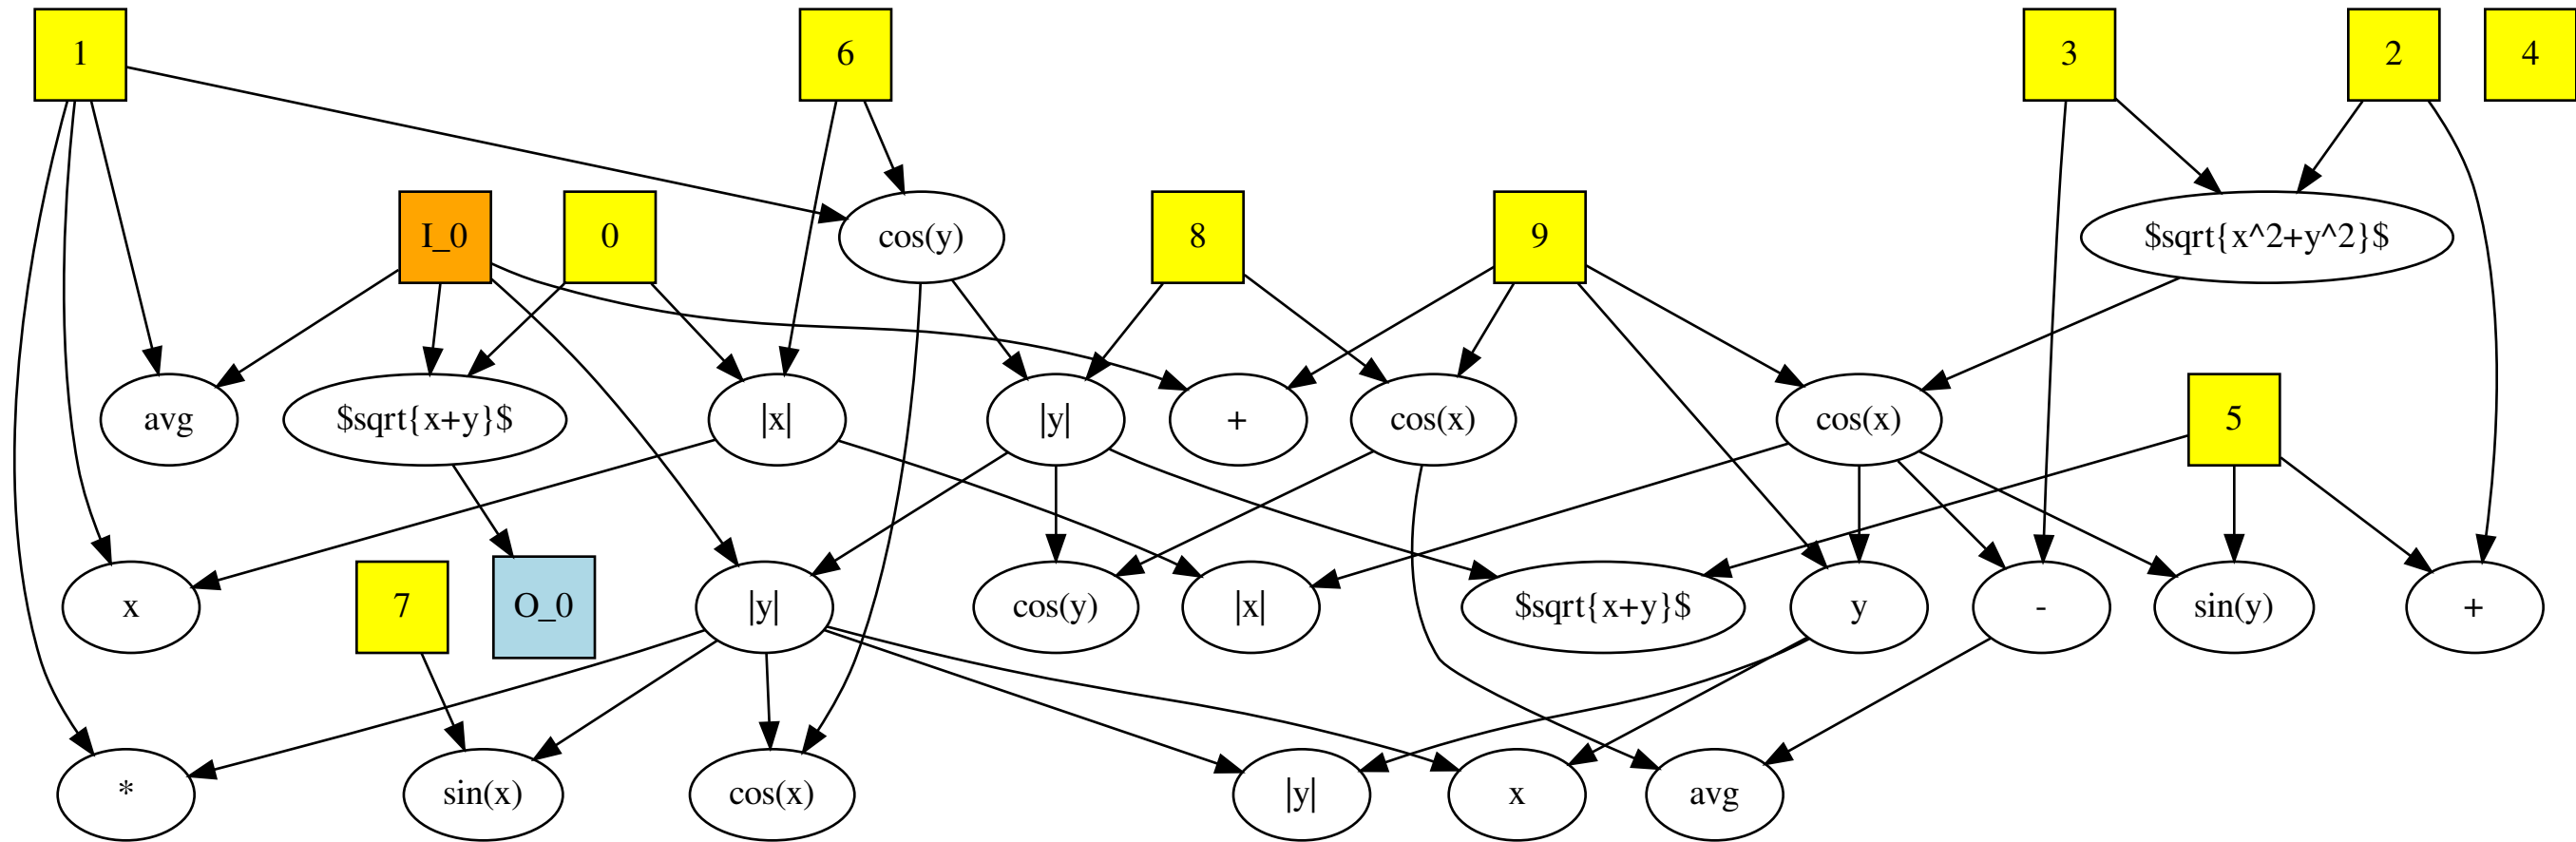 1
6
3
2
4
I_0
0
cos(y)
8
9
$sqrt{x^2+y^2}$
avg
$sqrt{x+y}$
|x|
|y|
+
cos(x)
cos(x)
5
x
7
O_0
|y|
cos(y)
|x|
$sqrt{x+y}$
y
-
sin(y)
+
*
sin(x)
cos(x)
|y|
x
avg